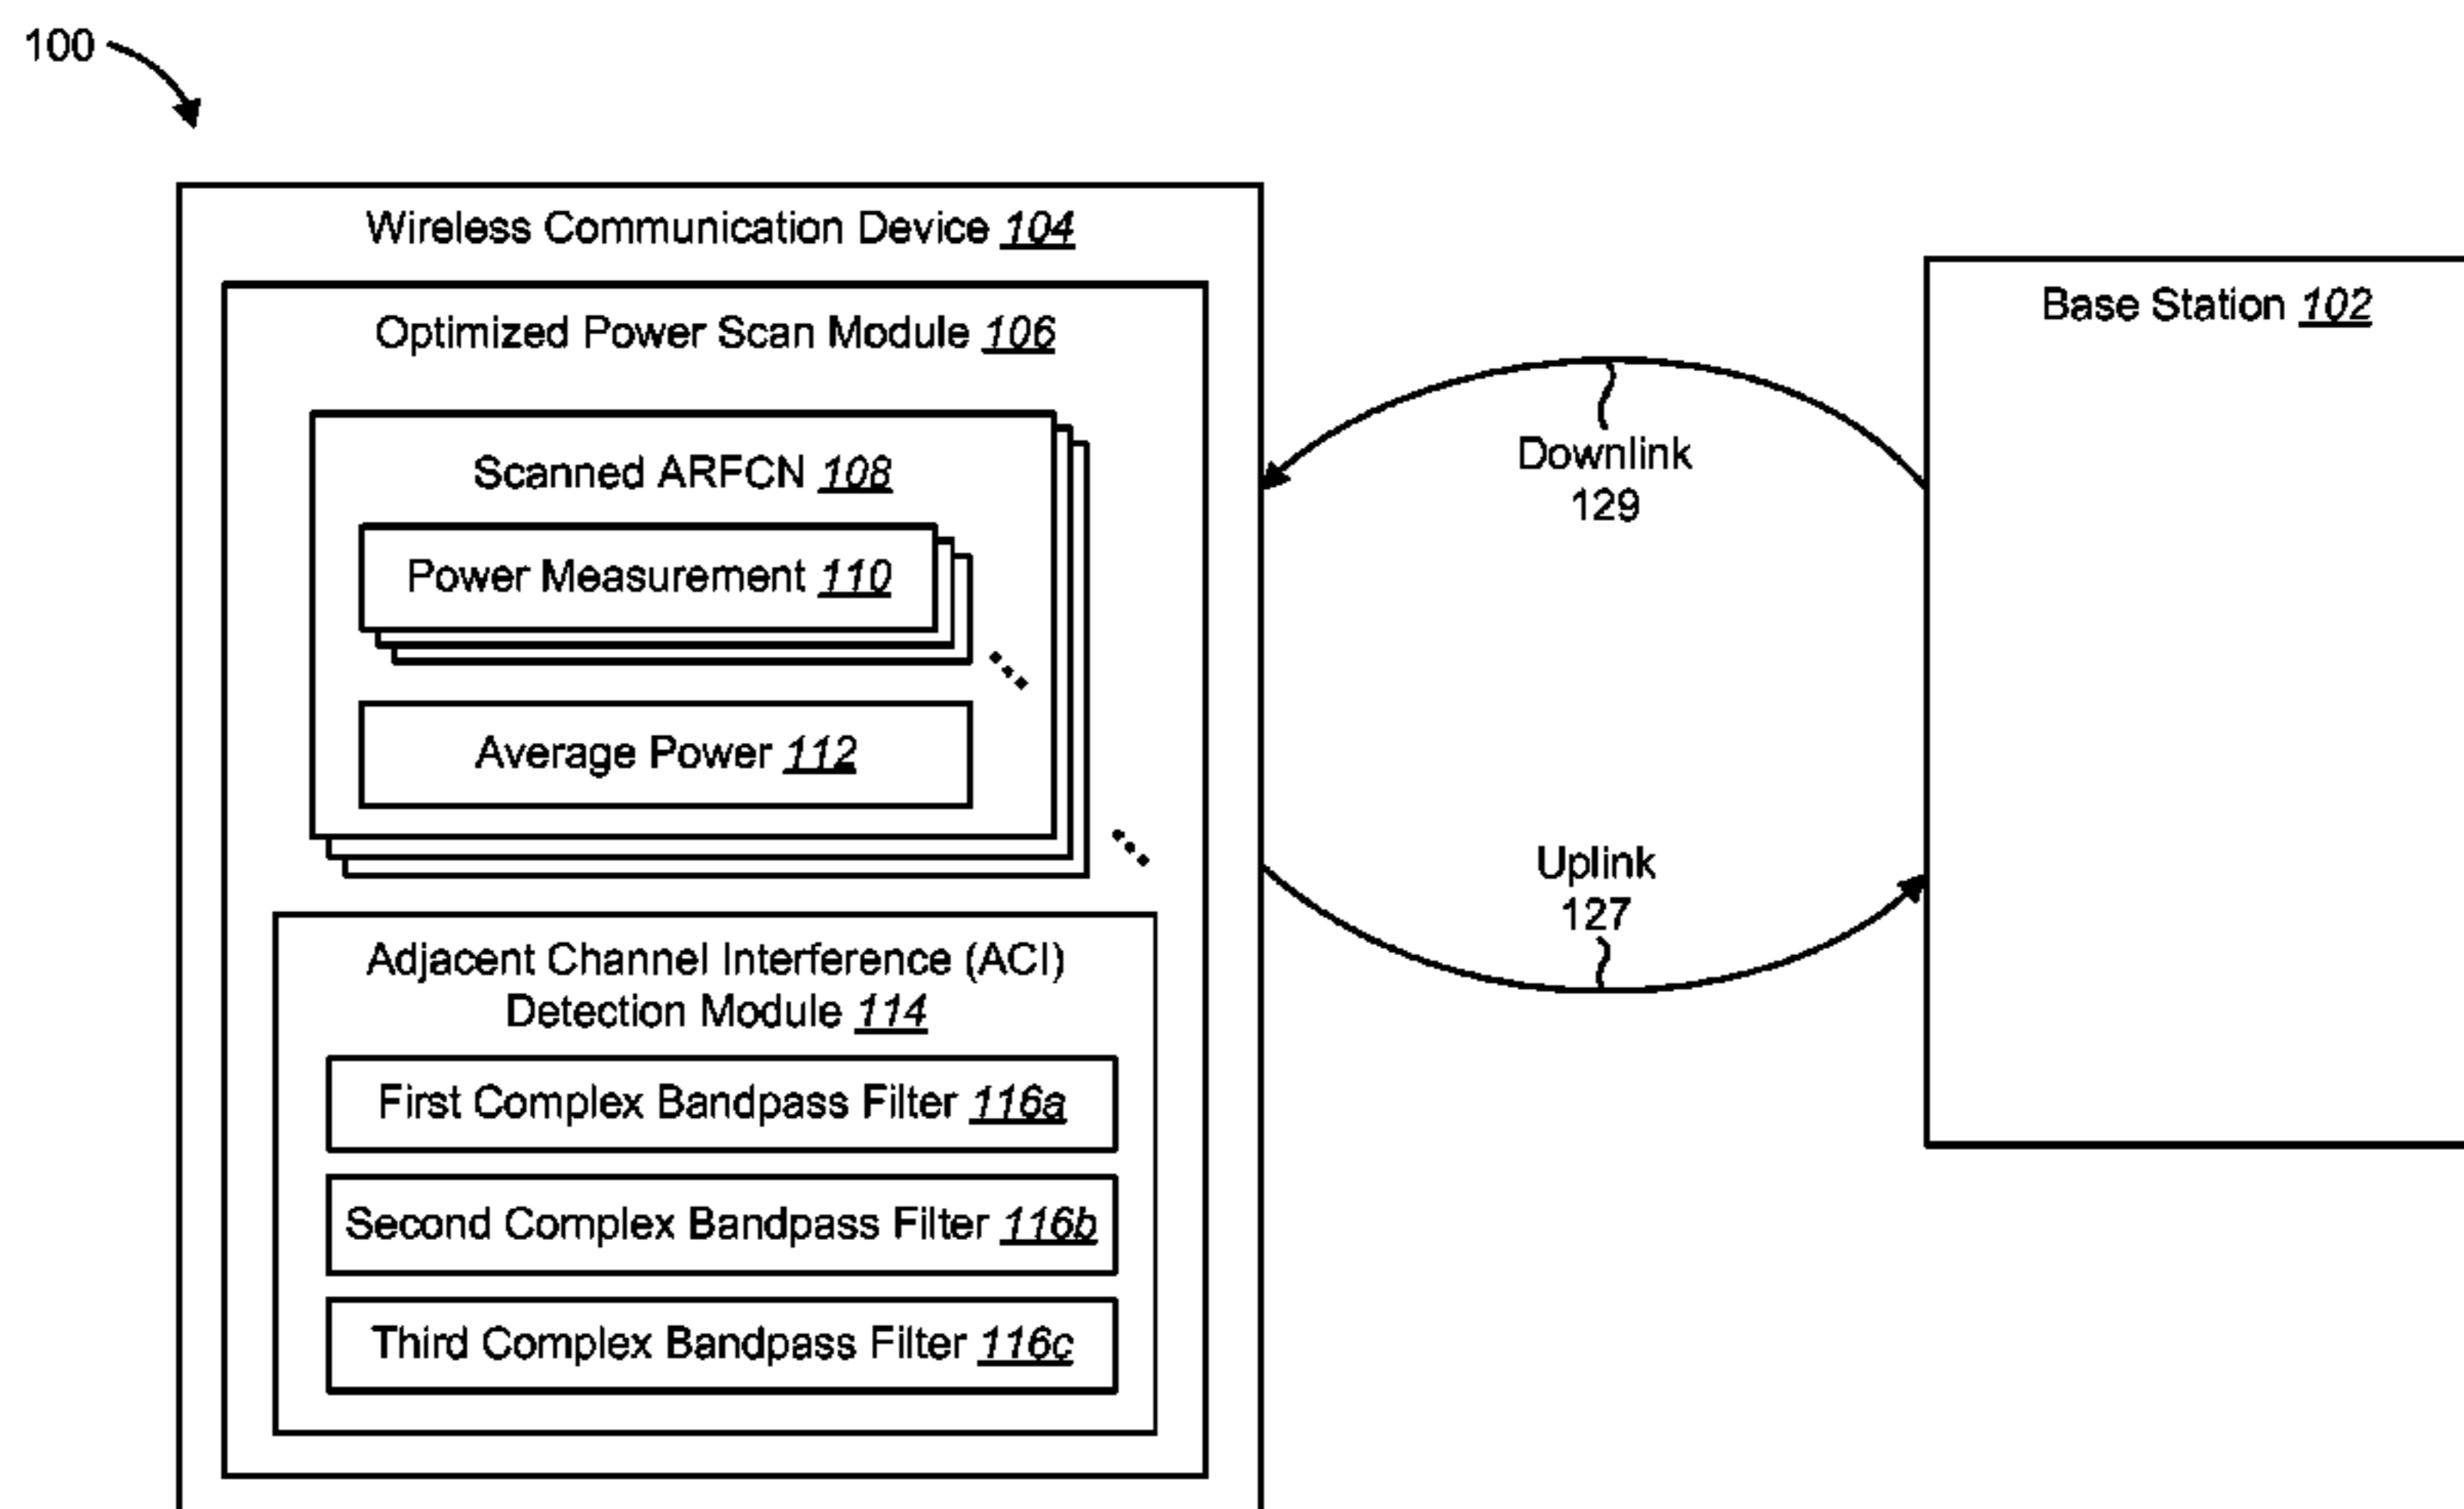 100
Wireless Communication Device 104
Optimized Power Scan Module 106
Scanned ARFCN 108
Power Measurement 110
Average Power 112
Adjacent Channel Interference (ACI)
Detection Module 114
First Complex Bandpass Filter 116a
Second Complex Bandpass Filter 116b
Third Complex Bandpass Filter 116c
Downlink
129
Uplink
127
Base Station 102